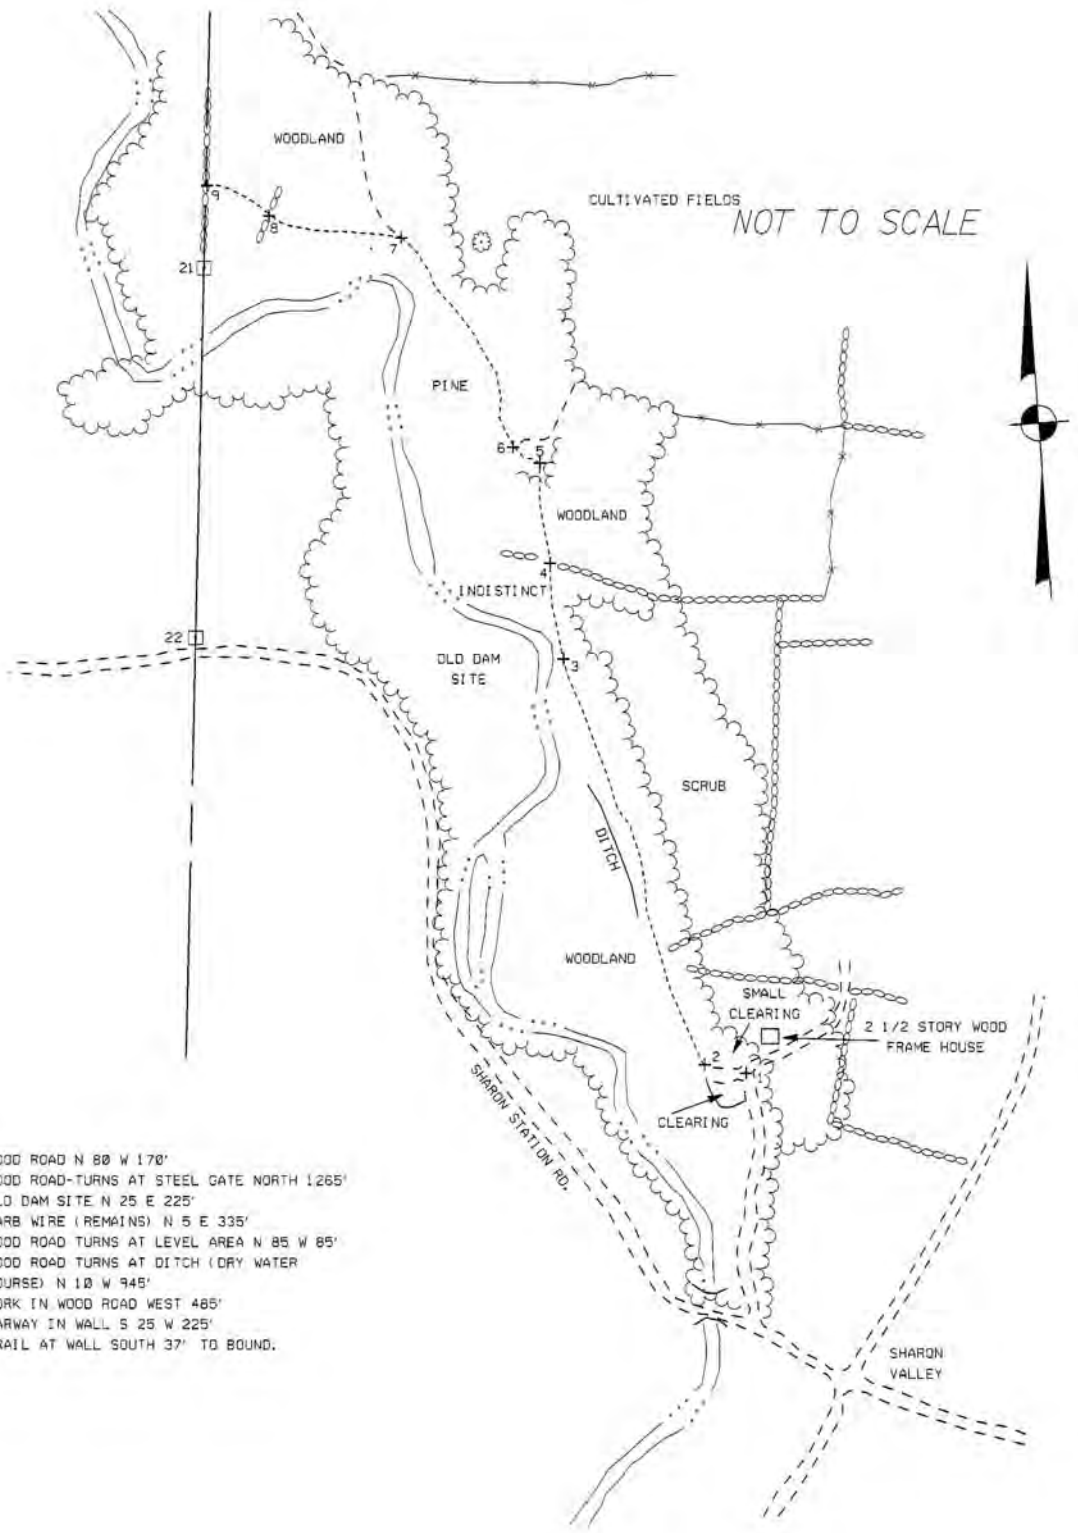 WOODLAND
CULTIVATED FIELDS
NOT TO SCALE
9
8
7
21
PINE
6
5
WOODLAND
4
INDISTINCT
22
OLD DAM
SITE
3
SCRUB
DITCH
WOODLAND
SMALL
CLEARING
2 1/2 STORY WOOD
FRAME HOUSE
2
1
CLEARING
SHARON STATION RD.
OOD ROAD N 80 W 170'
OOD ROAD-TURNS AT STEEL GATE NORTH 1265'
LD DAM SITE N 25 E 225'
ARB WIRE (REMAINS) N 5 E 335'
OOD ROAD TURNS AT LEVEL AREA N 85 W 85'
OOD ROAD TURNS AT DITCH (DRY WATER
OURSE) N 10 W 945'
ORK IN WOOD ROAD WEST 485'
ARWAY IN WALL S 25 W 225'
RAIL AT WALL SOUTH 37' TO BOUND.
SHARON
VALLEY